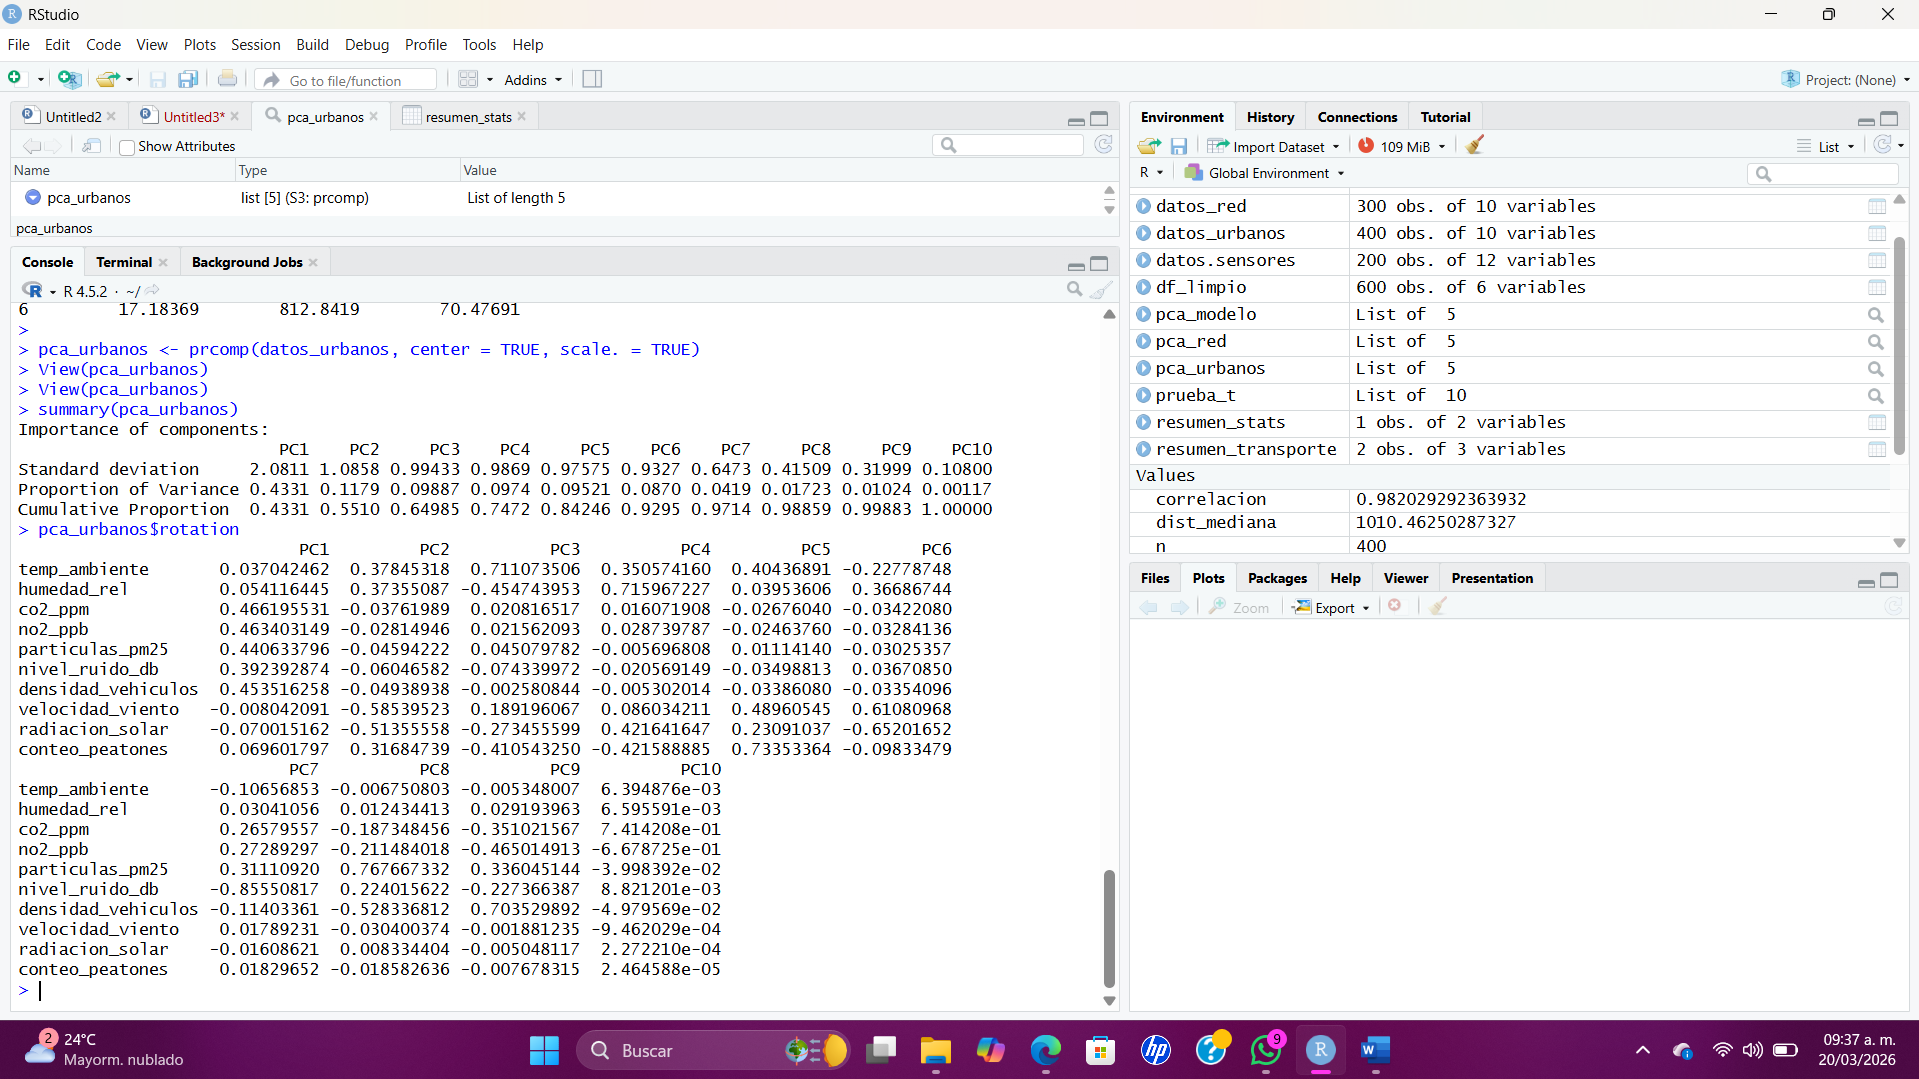 RStudio
File Edit Code View Plots Session Build Debug Profile Tools Help
Go to file/function Addins Project: (None)
Untitled2 Untitled3* pca_urbanos resumen_stats
Show Attributes
Name Type Value
pca_urbanos list [5] (S3: prcomp) List of length 5
pca_urbanos
Console Terminal Background Jobs
R 4.5.2 · ~/
6 17.18369 812.8419 70.47691
>
> pca_urbanos <- prcomp(datos_urbanos, center = TRUE, scale. = TRUE)
> View(pca_urbanos)
> View(pca_urbanos)
> summary(pca_urbanos)
Importance of components:
PC1 PC2 PC3 PC4 PC5 PC6 PC7 PC8 PC9 PC10
Standard deviation 2.0811 1.0858 0.99433 0.9869 0.97575 0.9327 0.6473 0.41509 0.31999 0.10800
Proportion of Variance 0.4331 0.1179 0.09887 0.0974 0.09521 0.0870 0.0419 0.01723 0.01024 0.00117
Cumulative Proportion 0.4331 0.5510 0.64985 0.7472 0.84246 0.9295 0.9714 0.98859 0.99883 1.00000
> pca_urbanos$rotation
PC1 PC2 PC3 PC4 PC5 PC6
temp_ambiente 0.037042462 0.37845318 0.711073506 0.350574160 0.40436891 -0.22778748
humedad_rel 0.054116445 0.37355087 -0.454743953 0.715967227 0.03953606 0.36686744
co2_ppm 0.466195531 -0.03761989 0.020816517 0.016071908 -0.02676040 -0.03422080
no2_ppb 0.463403149 -0.02814946 0.021562093 0.028739787 -0.02463760 -0.03284136
particulas_pm25 0.440633796 -0.04594222 0.045079782 -0.005696808 0.01114140 -0.03025357
nivel_ruido_db 0.392392874 -0.06046582 -0.074339972 -0.020569149 -0.03498813 0.03670850
densidad_vehiculos 0.453516258 -0.04938938 -0.002580844 -0.005302014 -0.03386080 -0.03354096
velocidad_viento -0.008042091 -0.58539523 0.189196067 0.086034211 0.48960545 0.61080968
radiacion_solar -0.070015162 -0.51355558 -0.273455599 0.421641647 0.23091037 -0.65201652
conteo_peatones 0.069601797 0.31684739 -0.410543250 -0.421588885 0.73353364 -0.09833479
PC7 PC8 PC9 PC10
temp_ambiente -0.10656853 -0.006750803 -0.005348007 6.394876e-03
humedad_rel 0.03041056 0.012434413 0.029193963 6.595591e-03
co2_ppm 0.26579557 -0.187348456 -0.351021567 7.414208e-01
no2_ppb 0.27289297 -0.211484018 -0.465014913 -6.678725e-01
particulas_pm25 0.31110920 0.767667332 0.336045144 -3.998392e-02
nivel_ruido_db -0.85550817 0.224015622 -0.227366387 8.821201e-03
densidad_vehiculos -0.11403361 -0.528336812 0.703529892 -4.979569e-02
velocidad_viento 0.01789231 -0.030400374 -0.001881235 -9.462029e-04
radiacion_solar -0.01608621 0.008334404 -0.005048117 2.272210e-04
conteo_peatones 0.01829652 -0.018582636 -0.007678315 2.464588e-05
>
Environment History Connections Tutorial
Import Dataset 109 MiB List
R Global Environment
datos_red 300 obs. of 10 variables
datos_urbanos 400 obs. of 10 variables
datos.sensores 200 obs. of 12 variables
df_limpio 600 obs. of 6 variables
pca_modelo List of 5
pca_red List of 5
pca_urbanos List of 5
prueba_t List of 10
resumen_stats 1 obs. of 2 variables
resumen_transporte 2 obs. of 3 variables
Values
correlacion 0.982029292363932
dist_mediana 1010.46250287327
n 400
Files Plots Packages Help Viewer Presentation
Zoom Export
2 24°C
Mayorm. nublado
Buscar
9
09:37 a. m.
20/03/2026